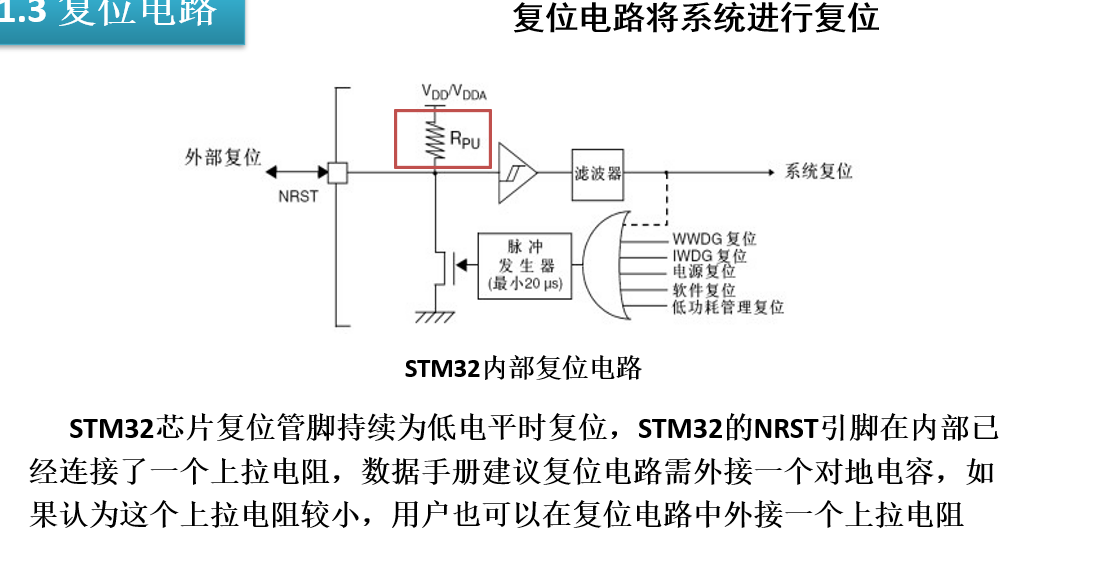 1.3 复位电路
复位电路将系统进行复位
VDD/VDDA
RPU
外部复位
NRST
滤波器
系统复位
脉冲
发生器
(最小20 μs)
WWDG 复位
IWDG 复位
电源复位
软件复位
低功耗管理复位
STM32内部复位电路
STM32芯片复位管脚持续为低电平时复位，STM32的NRST引脚在内部已
经连接了一个上拉电阻，数据手册建议复位电路需外接一个对地电容，如
果认为这个上拉电阻较小，用户也可以在复位电路中外接一个上拉电阻